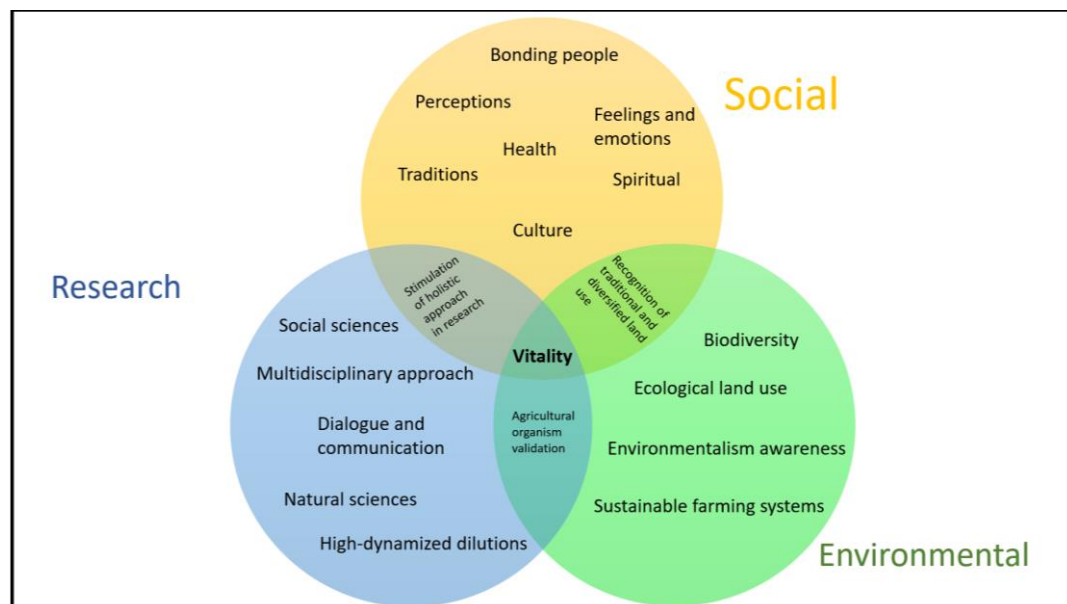 Bonding people
Social
Perceptions
Feelings and
emotions
Health
Traditions
Spiritual
Culture
Research
Stimulation
of holistic
approach
in research
Recognition of
traditional and
diversified land
use
Social sciences
Vitality
Biodiversity
Multidisciplinary approach
Ecological land use
Agricultural
organism
validation
Dialogue and
communication
Environmentalism awareness
Natural sciences
Sustainable farming systems
High-dynamized dilutions
Environmental